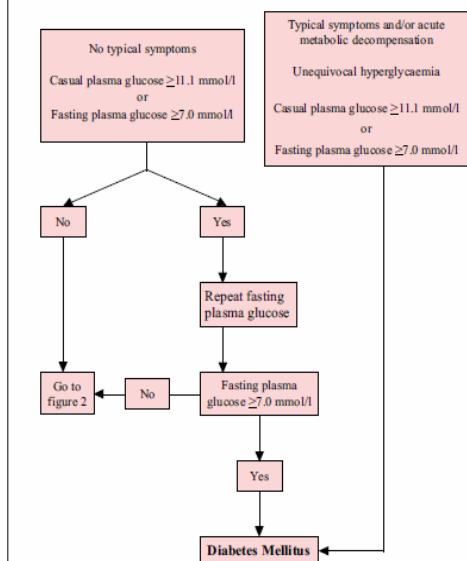 No typical symptoms
Casual plasma glucose ≥11.1 mmol/l
or
Fasting plasma glucose ≥7.0 mmol/l
Typical symptoms and/or acute
metabolic decompensation
Unequivocal hyperglycaemia
Casual plasma glucose ≥11.1 mmol/l
or
Fasting plasma glucose ≥7.0 mmol/l
No
Yes
Repeat fasting
plasma glucose
Go to
figure 2
No
Fasting plasma
glucose ≥7.0 mmol/l
Yes
Diabetes Mellitus